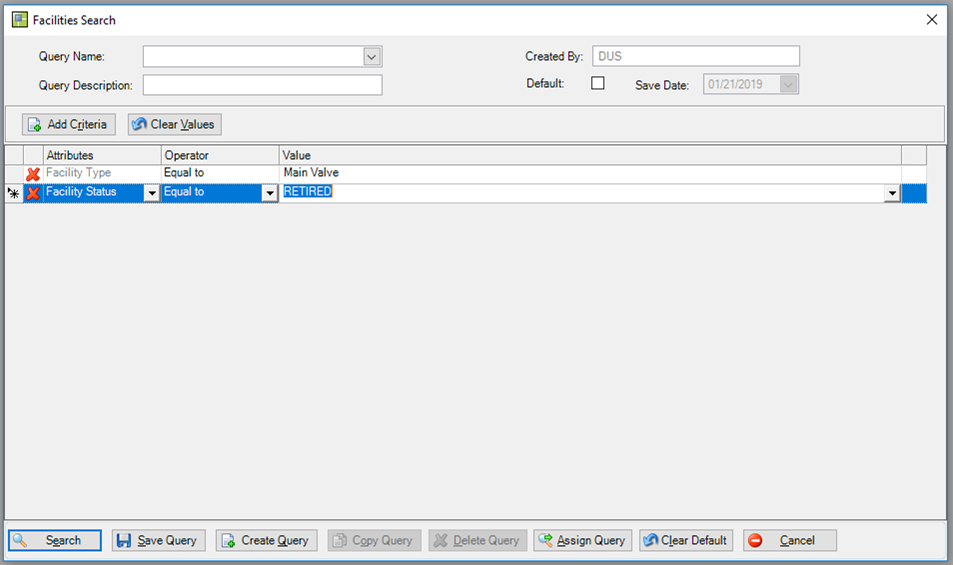 Facilities Search
Query Name: Created By: DUS
Query Description: Default: Save Date: 01/21/2019
Add Criteria Clear Values
Attributes Operator Value
Facility Type Equal to Main Valve
Facility Status Equal to RETIRED
Search Save Query Create Query Copy Query Delete Query Assign Query Clear Default Cancel